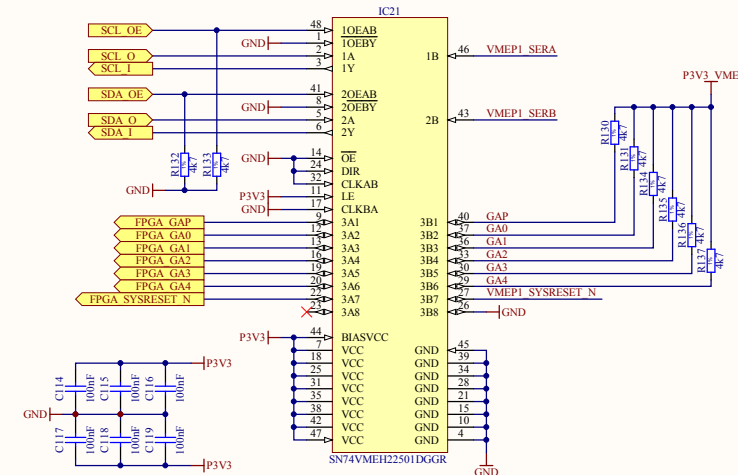 IC21
SCL_OE 48 1OEAB
GND 1 1OEBY
SCL_O 2 1A 1B 46 VMEP1_SERA
SCL_I 3 1Y
P3V3_VME
SDA_OE 41 2OEAB
GND 8 2OEBY
SDA_O 5 2A 2B 43 VMEP1_SERB
SDA_I 6 2Y
R130 1% 4k7
R131 1% 4k7
R134 1% 4k7
R135 1% 4k7
R136 1% 4k7
R137 1% 4k7
R132 1% 4k7
R133 1% 4k7
GND
GND 14 OE
24 DIR
32 CLKAB
P3V3 11 LE
GND 17 CLKBA
FPGA_GAP 9 3A1 3B1 40 GAP
FPGA_GA0 12 3A2 3B2 37 GA0
FPGA_GA1 13 3A3 3B3 36 GA1
FPGA_GA2 16 3A4 3B4 33 GA2
FPGA_GA3 19 3A5 3B5 30 GA3
FPGA_GA4 20 3A6 3B6 29 GA4
FPGA_SYSRESET_N 22 3A7 3B7 27 VMEP1_SYSRESET_N
23 3A8 3B8 26 GND
P3V3 44 BIASVCC
7 VCC GND 45
18 VCC GND 39
25 VCC GND 34
31 VCC GND 28
35 VCC GND 21
38 VCC GND 15
42 VCC GND 10
47 VCC GND 4
SN74VMEH22501DGGR
GND
P3V3
C114 100nF
C115 100nF
C116 100nF
GND
C117 100nF
C118 100nF
C119 100nF
P3V3